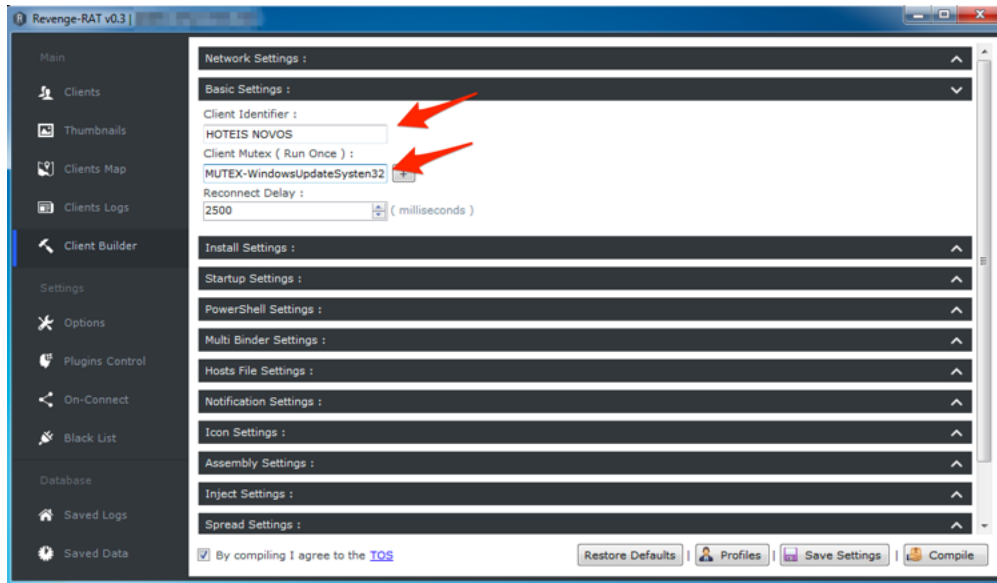 Revenge-RAT v0.3 |
Main
Clients
Thumbnails
Clients Map
Clients Logs
Client Builder
Settings
Options
Plugins Control
On-Connect
Black List
Database
Saved Logs
Saved Data
Network Settings :
Basic Settings :
Client Identifier :
HOTEIS NOVOS
Client Mutex ( Run Once ) :
MUTEX-WindowsUpdateSysten32
+
Reconnect Delay :
2500 ( milliseconds )
Install Settings :
Startup Settings :
PowerShell Settings :
Multi Binder Settings :
Hosts File Settings :
Notification Settings :
Icon Settings :
Assembly Settings :
Inject Settings :
Spread Settings :
By compiling I agree to the TOS
Restore Defaults | Profiles | Save Settings | Compile